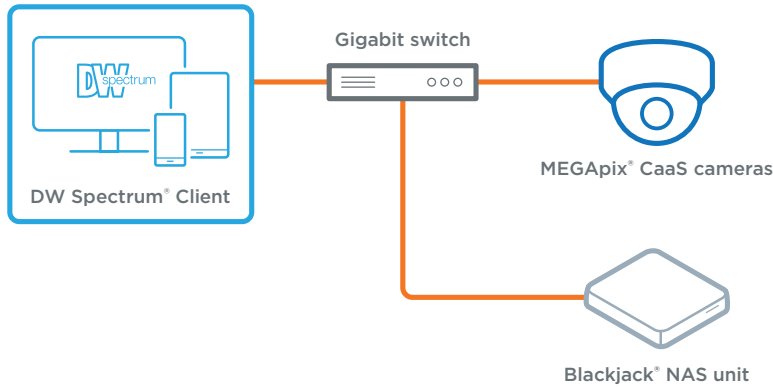 Gigabit switch
DW spectrum
MEGApix® CaaS cameras
DW Spectrum® Client
Blackjack® NAS unit